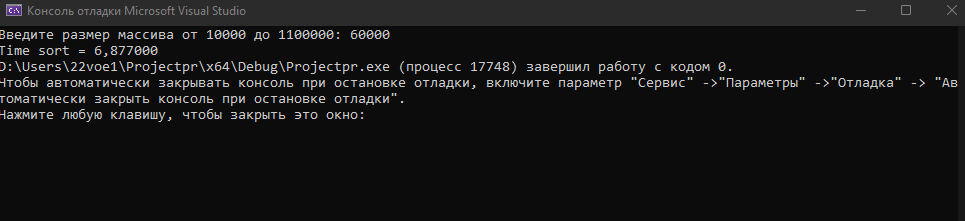 Консоль отладки Microsoft Visual Studio
Введите размер массива от 10000 до 1100000: 60000
Time sort = 6,877000
D:\Users\22voe1\Projectpr\x64\Debug\Projectpr.exe (процесс 17748) завершил работу с кодом 0.
Чтобы автоматически закрывать консоль при остановке отладки, включите параметр "Сервис" ->"Параметры" ->"Отладка" -> "Ав
томатически закрыть консоль при остановке отладки".
Нажмите любую клавишу, чтобы закрыть это окно: